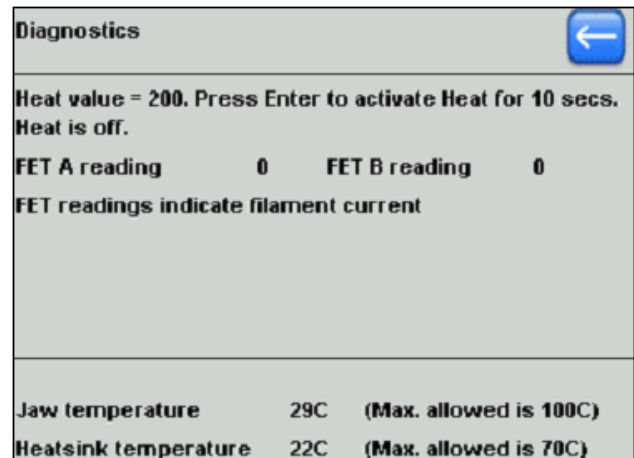 Diagnostics
Heat value = 200. Press Enter to activate Heat for 10 secs.
Heat is off.
FET A reading 0 FET B reading 0
FET readings indicate filament current
Jaw temperature 29C (Max. allowed is 100C)
Heatsink temperature 22C (Max. allowed is 70C)